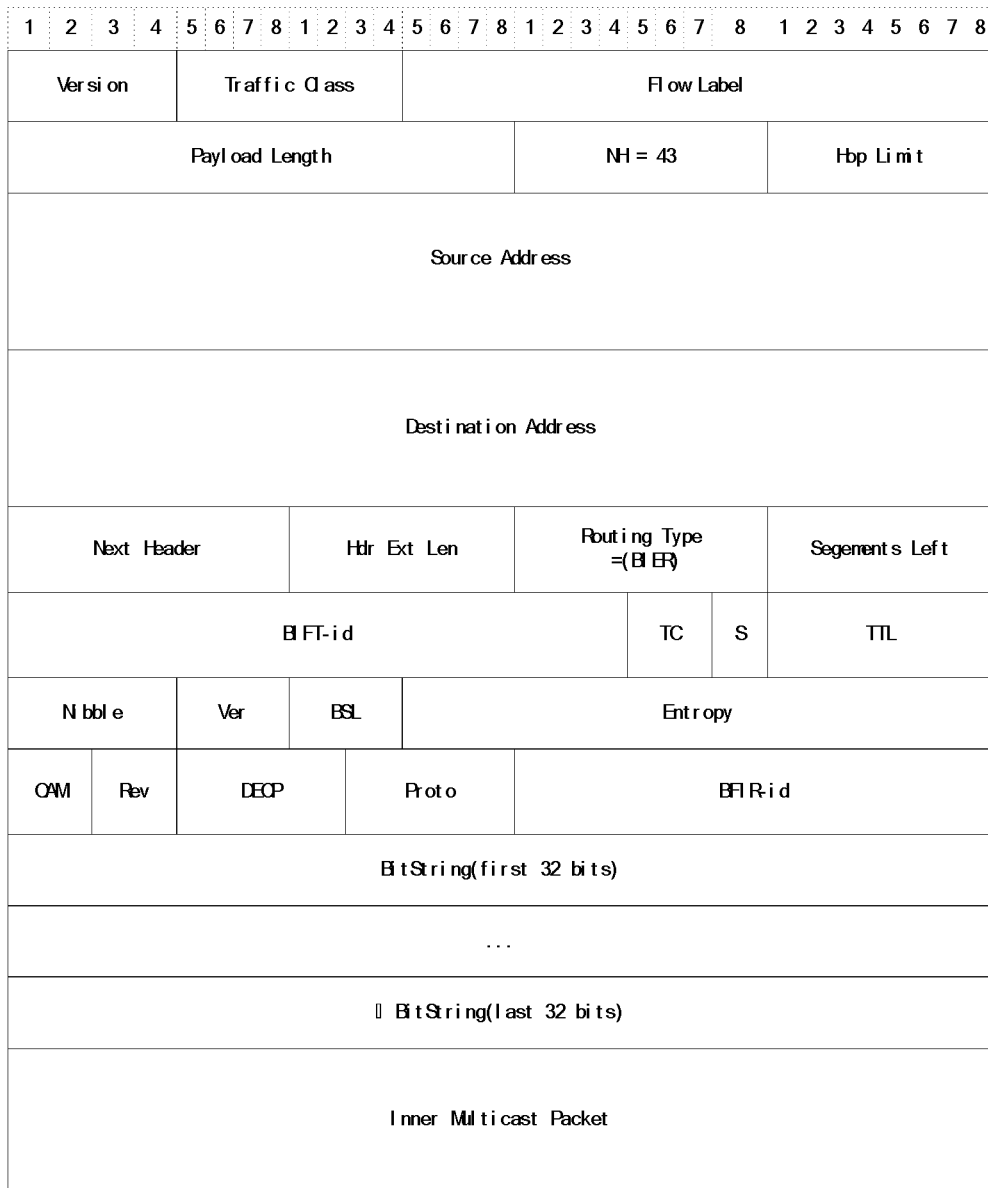 1 2 3 4 5 6 7 8 1 2 3 4 5 6 7 8 1 2 3 4 5 6 7 8 1 2 3 4 5 6 7 8
Version Traffic Class Flow Label
Payload Length NH = 43 Hop Limit
Source Address
Destination Address
Next Header Hdr Ext Len Routing Type
=(BIER) Segements Left
BIFT-id TC S TTL
Nibble Ver BSL Entropy
OAM Rev DECP Proto BFIR-id
BitString(first 32 bits)
...
BitString(last 32 bits)
Inner Multicast Packet